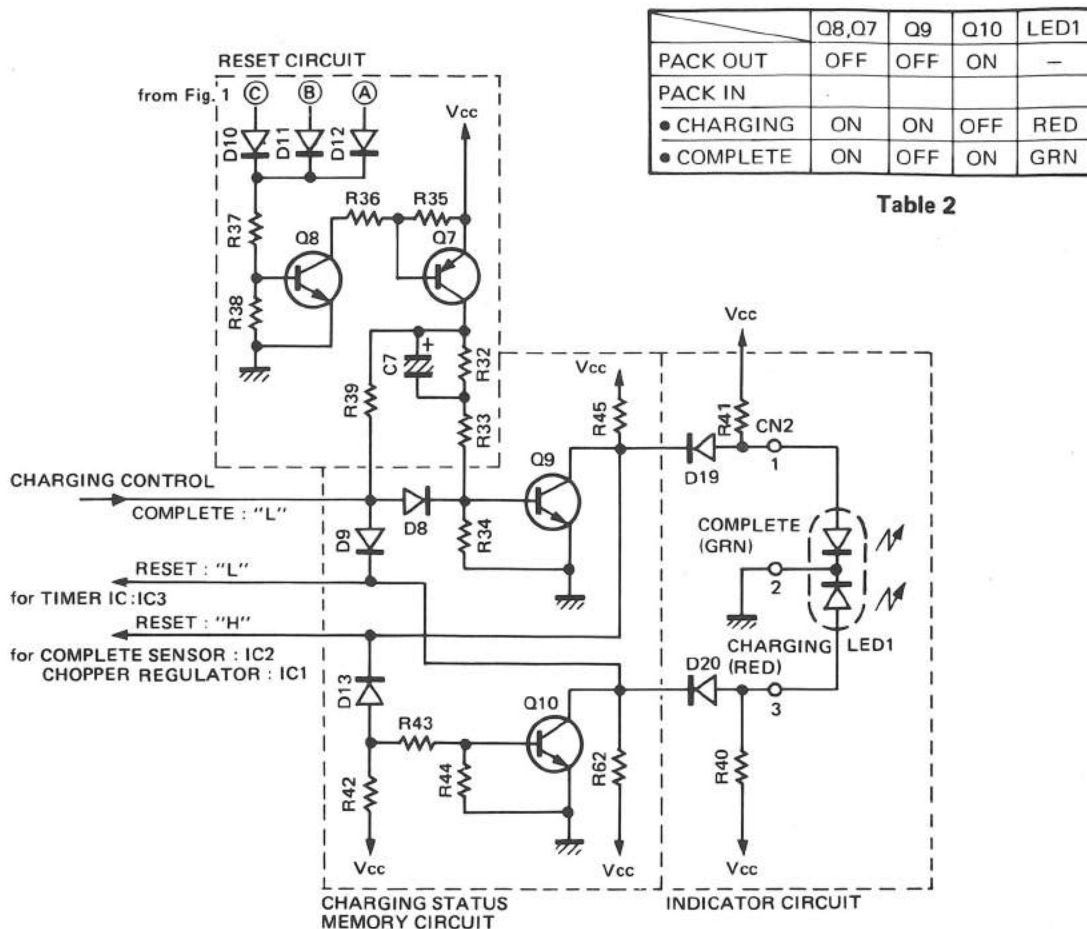 Q8,Q7 Q9 Q10 LED1
PACK OUT OFF OFF ON –
PACK IN
• CHARGING ON ON OFF RED
• COMPLETE ON OFF ON GRN
Table 2
RESET CIRCUIT
from Fig. 1 C B A
Vcc
D10 D11 D12
R36 R35
R37
Q8 Q7
R38
Vcc
C7 +
R32
Vcc
R39
R45
R41
R33
CN2
Q9
1
D19
CHARGING CONTROL
D8
COMPLETE : "L"
COMPLETE
(GRN)
D9
R34
RESET : "L"
2
for TIMER IC:IC3
RESET : "H"
CHARGING
(RED)
LED1
for COMPLETE SENSOR : IC2
CHOPPER REGULATOR : IC1
D20
D13
Q10
3
R43
R42
R44
R62
R40
Vcc Vcc Vcc
CHARGING STATUS
MEMORY CIRCUIT
INDICATOR CIRCUIT